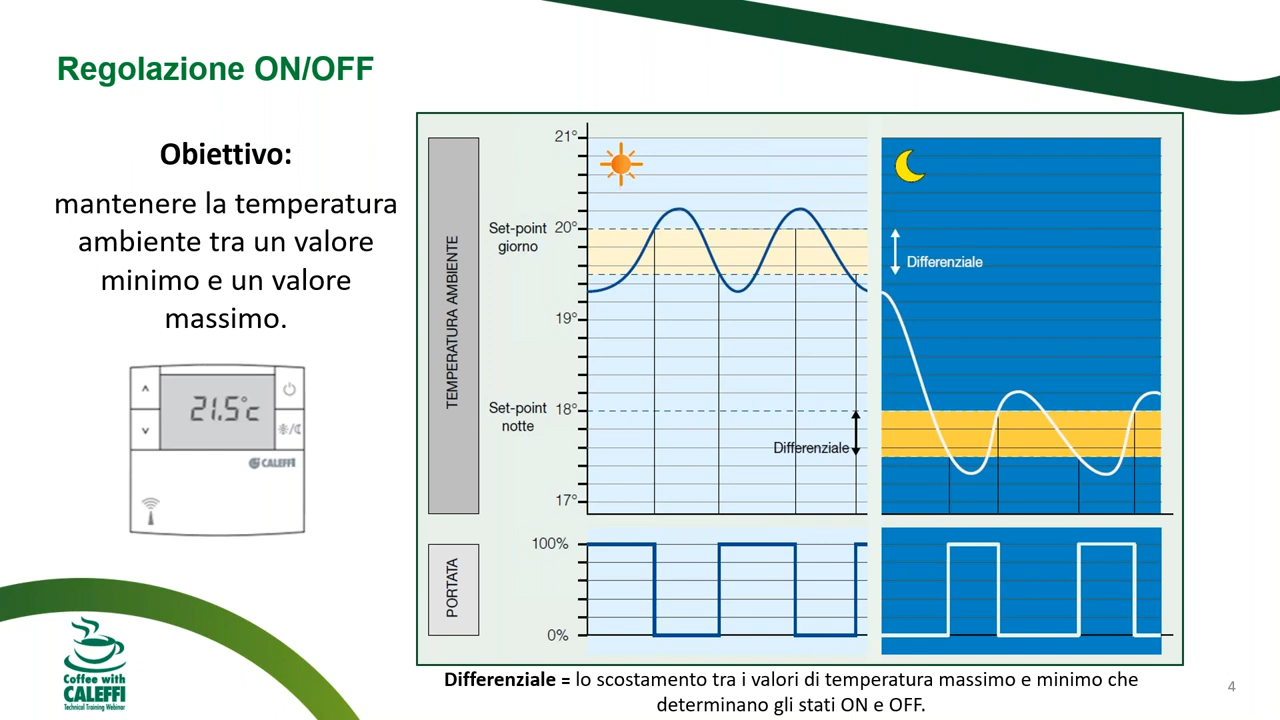 Regolazione ON/OFF
Obiettivo:
mantenere la temperatura
ambiente tra un valore
minimo e un valore
massimo.
21.5°c
CALEFFI
Coffee with
CALEFFI
Technical Training Webinar
TEMPERATURA AMBIENTE
21°
Set-point 20°
giorno
19°
Set-point 18°
notte
17°
Differenziale
Differenziale
PORTATA
100%
0%
Differenziale = lo scostamento tra i valori di temperatura massimo e minimo che
determinano gli stati ON e OFF.
4